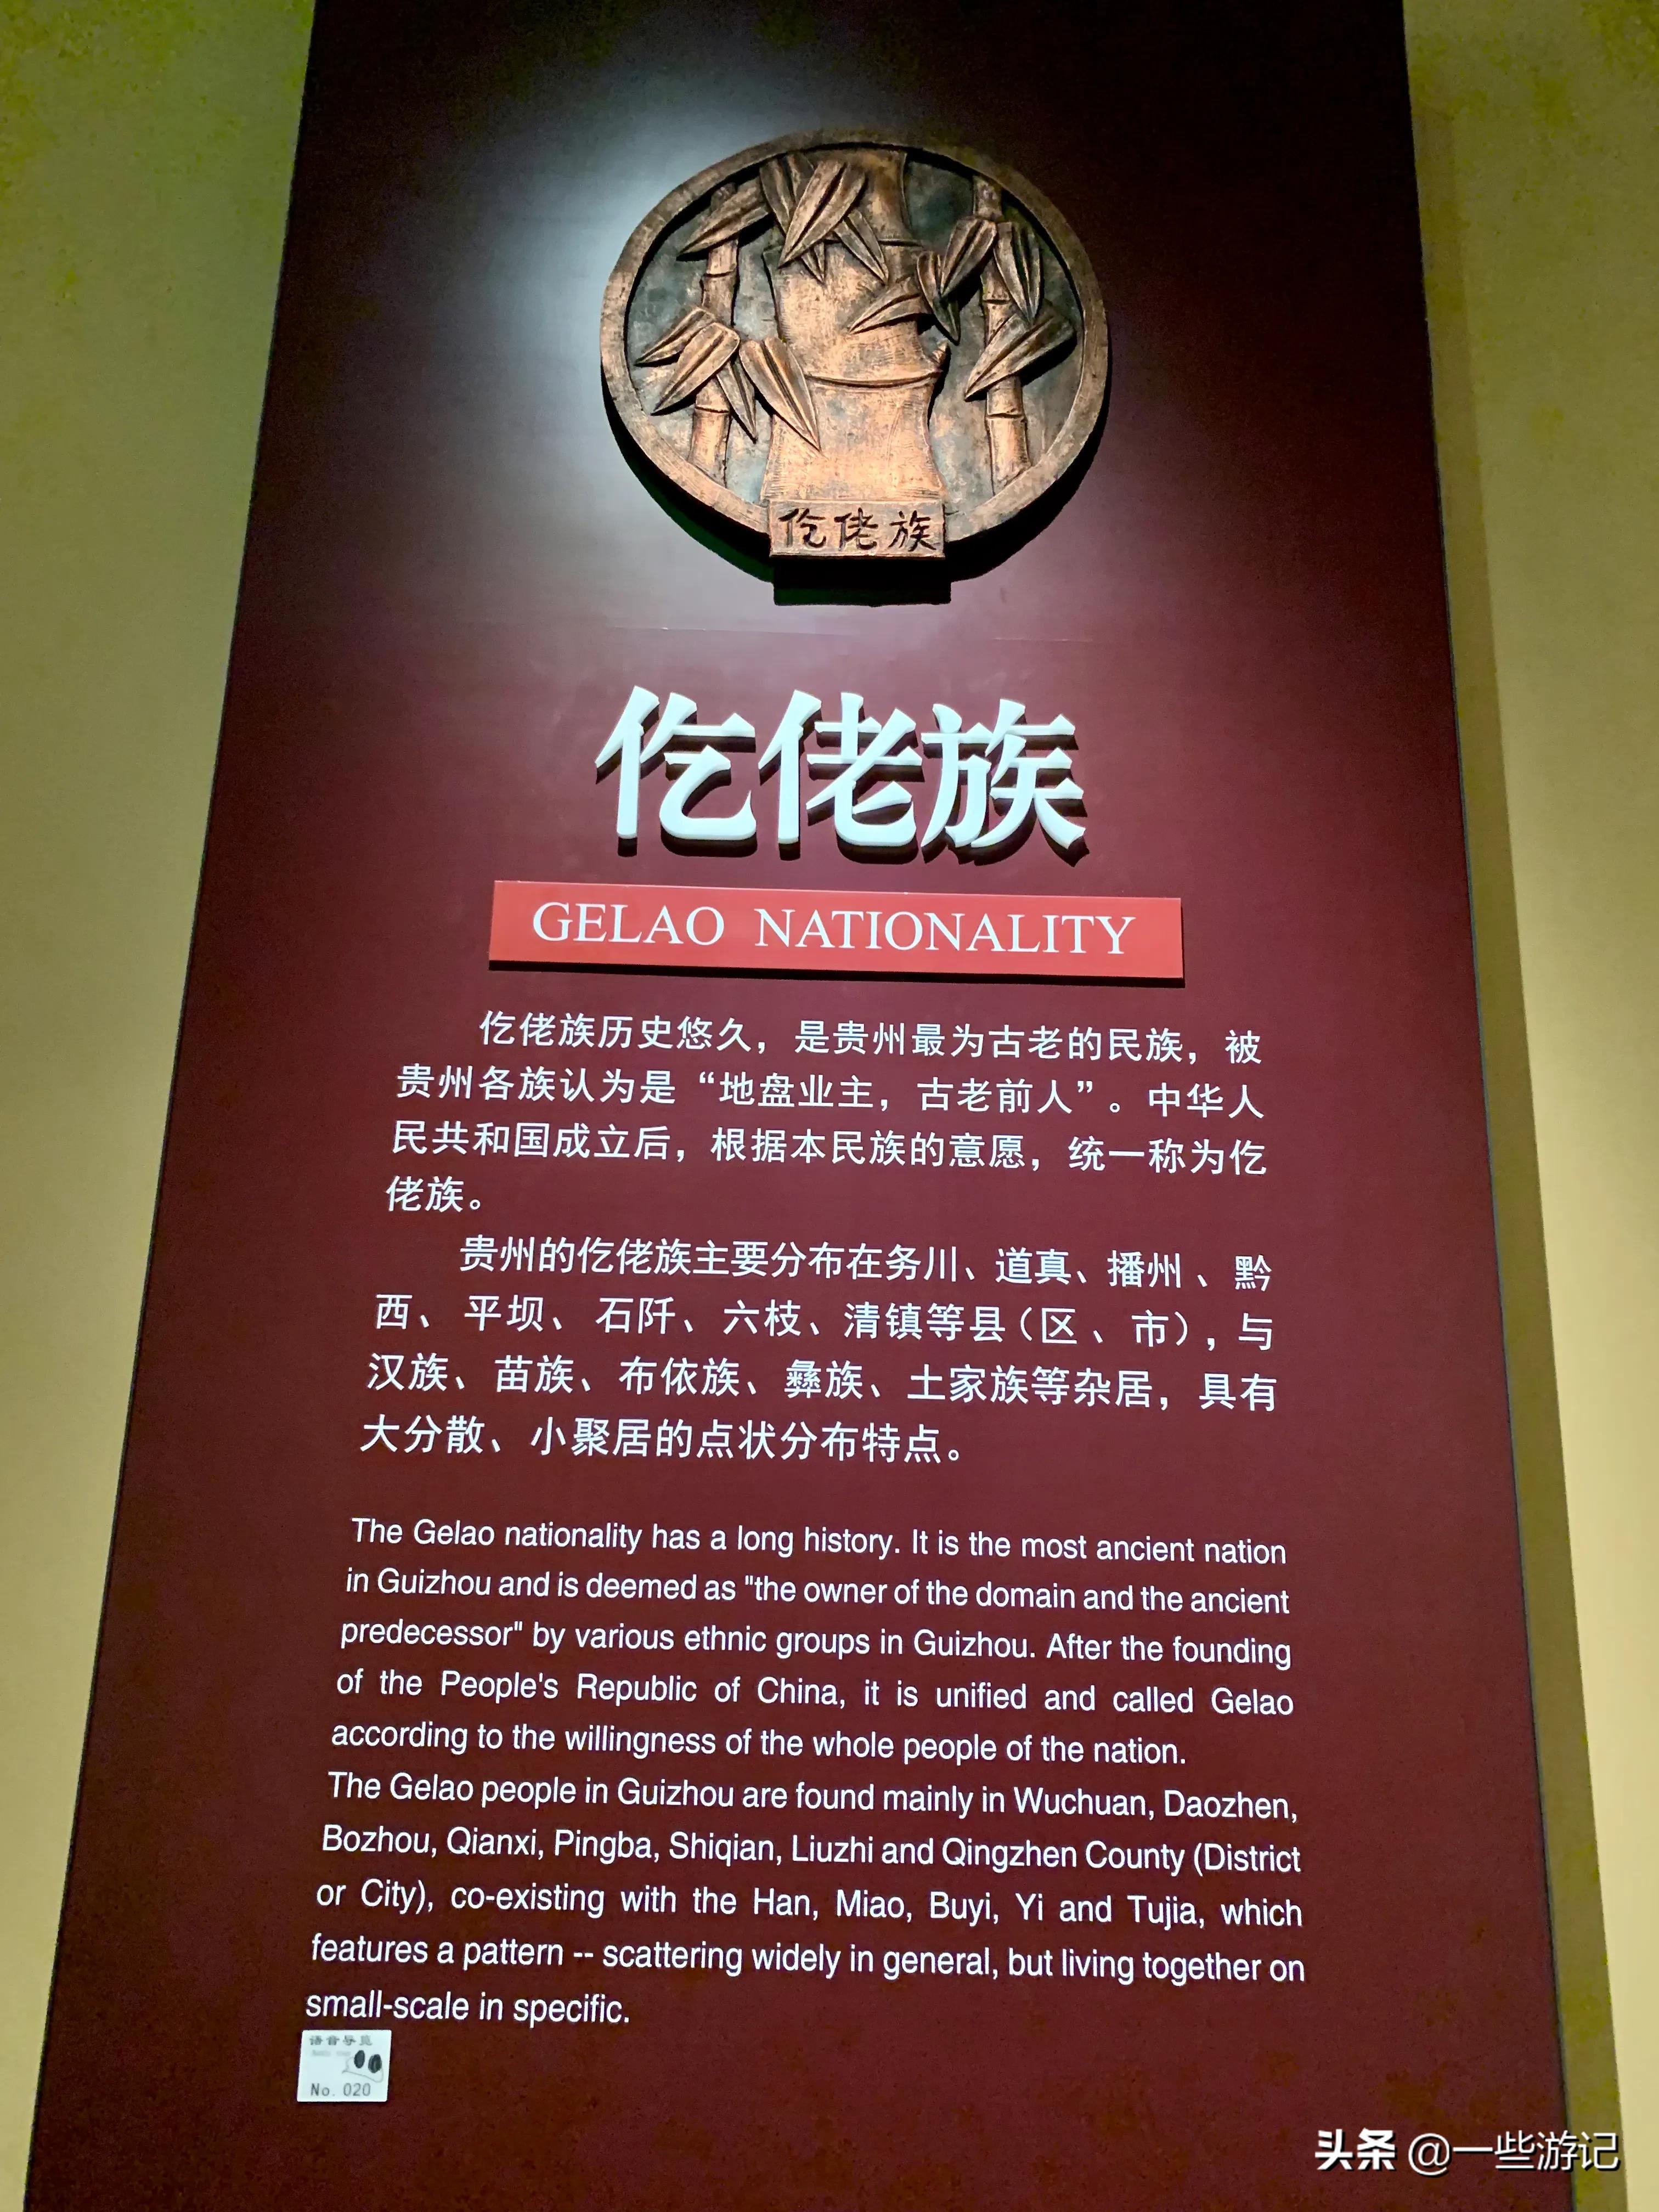 仡佬族
仡佬族
GELAO NATIONALITY
仡佬族历史悠久，是贵州最为古老的民族，被
贵州各族认为是“地盘业主，古老前人”。中华人
民共和国成立后，根据本民族的意愿，统一称为仡
佬族。
贵州的仡佬族主要分布在务川、道真、播州、黔
西、平坝、石阡、六枝、清镇等县（区、市），与
汉族、苗族、布依族、彝族、土家族等杂居，具有
大分散、小聚居的点状分布特点。
The Gelao nationality has a long history. It is the most ancient nation
in Guizhou and is deemed as "the owner of the domain and the ancient
predecessor" by various ethnic groups in Guizhou. After the founding
of the People's Republic of China, it is unified and called Gelao
according to the willingness of the whole people of the nation.
The Gelao people in Guizhou are found mainly in Wuchuan, Daozhen,
Bozhou, Qianxi, Pingba, Shiqian, Liuzhi and Qingzhen County (District
or City), co-existing with the Han, Miao, Buyi, Yi and Tujia, which
features a pattern -- scattering widely in general, but living together on
small-scale in specific.
语音导览
No. 020
头条 @一些游记